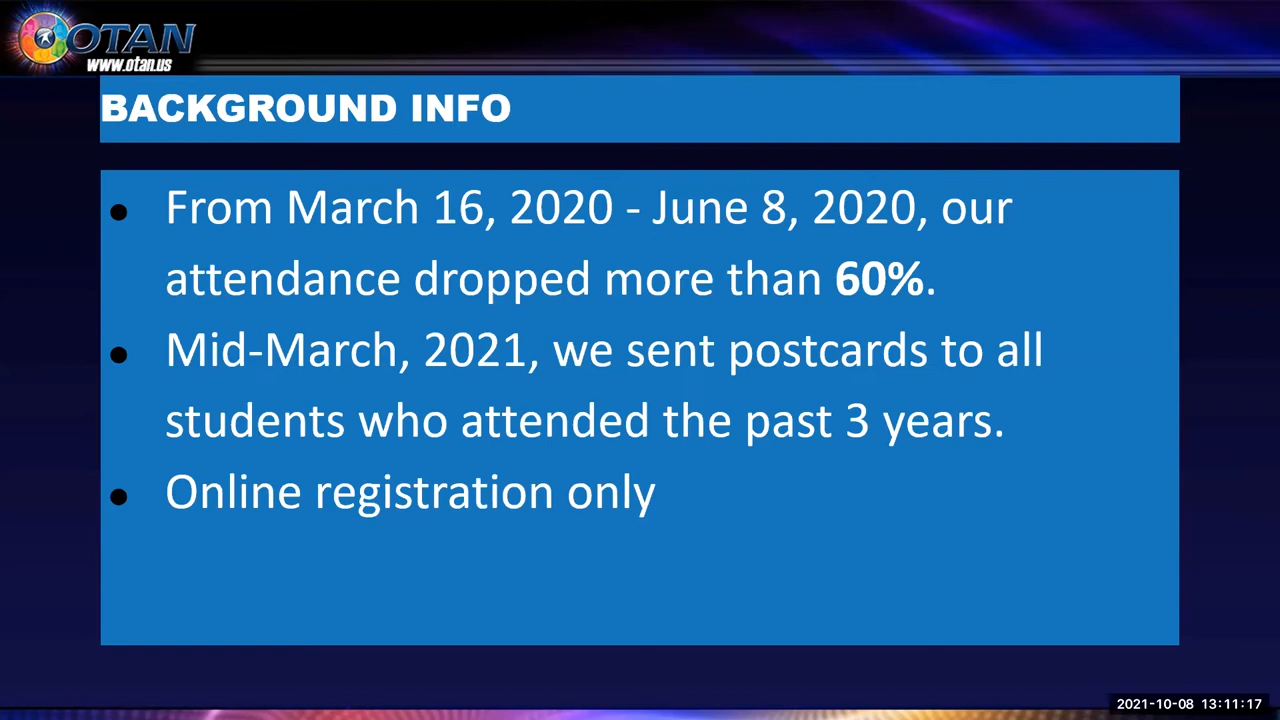 OTAN
www.otan.us
BACKGROUND INFO
● From March 16, 2020 - June 8, 2020, our
attendance dropped more than 60%.
● Mid-March, 2021, we sent postcards to all
students who attended the past 3 years.
● Online registration only
2021-10-08 13:11:17